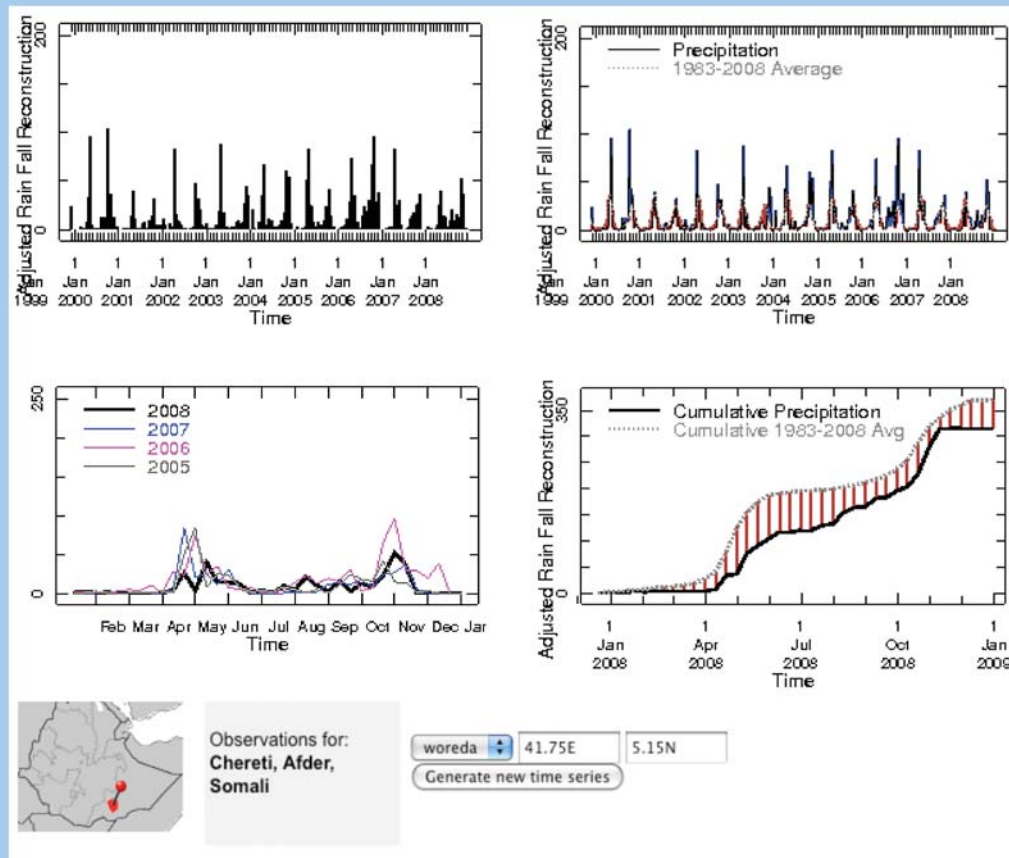 200
0
Adjusted Rain Fall Reconstruction
1 1 1 1 1 1 1 1 1
Jan Jan Jan Jan Jan Jan Jan Jan Jan Jan
1999 2000 2001 2002 2003 2004 2005 2006 2007 2008
Time
200
0
Adjusted Rain Fall Reconstruction
Precipitation
1983-2008 Average
1 1 1 1 1 1 1 1 1
Jan Jan Jan Jan Jan Jan Jan Jan Jan Jan
1999 2000 2001 2002 2003 2004 2005 2006 2007 2008
Time
250
0
2008
2007
2006
2005
Feb Mar Apr May Jun Jul Aug Sep Oct Nov Dec Jan
Time
350
0
Adjusted Rain Fall Reconstruction
Cumulative Precipitation
Cumulative 1983-2008 Avg
1 1 1 1 1
Jan Apr Jul Oct Jan
2008 2008 2008 2008 2009
Time
Observations for:
Chereti, Afder,
Somali
woreda 41.75E 5.15N
Generate new time series